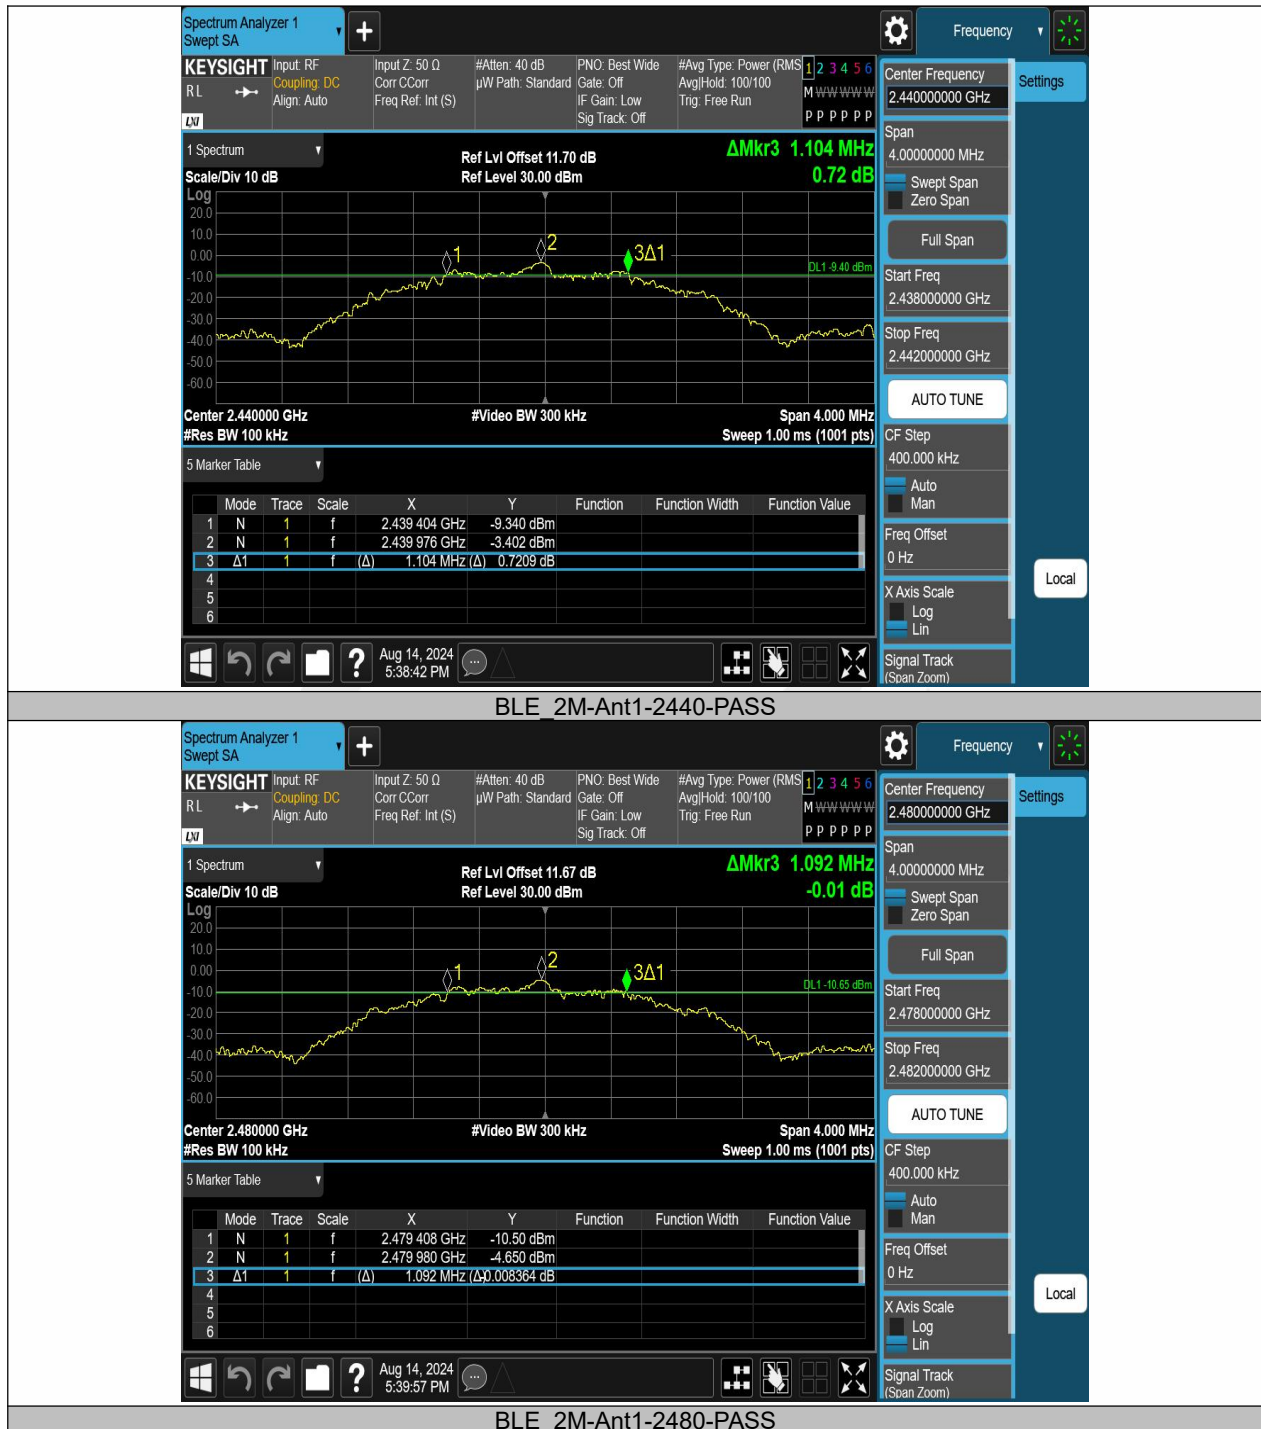 Spectrum Analyzer 1
Swept SA
+
Frequency
KEYSIGHT Input: RF Input Z: 50 Ω #Atten: 40 dB PNO: Best Wide #Avg Type: Power (RMS 1 2 3 4 5 6
RL Coupling: DC Corr CCorr µW Path: Standard Gate: Off Avg|Hold: 100/100 M W W W W W
Align: Auto Freq Ref: Int (S) IF Gain: Low Trig: Free Run
LXI Sig Track: Off P P P P P P
Center Frequency
2.440000000 GHz
Settings
1 Spectrum
Scale/Div 10 dB
Ref Lvl Offset 11.70 dB
Ref Level 30.00 dBm
ΔMkr3 1.104 MHz
0.72 dB
Span
4.00000000 MHz
Swept Span
Zero Span
Full Span
Log
20.0
10.0
0.00
-10.0
-20.0
-30.0
-40.0
-50.0
-60.0
1
2
3Δ1
DL1 -9.40 dBm
Start Freq
2.438000000 GHz
Stop Freq
2.442000000 GHz
AUTO TUNE
Center 2.440000 GHz #Video BW 300 kHz Span 4.000 MHz
#Res BW 100 kHz Sweep 1.00 ms (1001 pts)
CF Step
400.000 kHz
Auto
Man
5 Marker Table
Mode Trace Scale X Y Function Function Width Function Value
1 N 1 f 2.439 404 GHz -9.340 dBm
2 N 1 f 2.439 976 GHz -3.402 dBm
3 Δ1 1 f (Δ) 1.104 MHz (Δ) 0.7209 dB
4
5
6
Freq Offset
0 Hz
X Axis Scale
Log
Lin
Local
Signal Track
(Span Zoom)
?
Aug 14, 2024
5:38:42 PM
BLE_2M-Ant1-2440-PASS
Spectrum Analyzer 1
Swept SA
+
Frequency
KEYSIGHT Input: RF Input Z: 50 Ω #Atten: 40 dB PNO: Best Wide #Avg Type: Power (RMS 1 2 3 4 5 6
RL Coupling: DC Corr CCorr µW Path: Standard Gate: Off Avg|Hold: 100/100 M W W W W W
Align: Auto Freq Ref: Int (S) IF Gain: Low Trig: Free Run
LXI Sig Track: Off P P P P P P
Center Frequency
2.480000000 GHz
Settings
1 Spectrum
Scale/Div 10 dB
Ref Lvl Offset 11.67 dB
Ref Level 30.00 dBm
ΔMkr3 1.092 MHz
-0.01 dB
Span
4.00000000 MHz
Swept Span
Zero Span
Full Span
Log
20.0
10.0
0.00
-10.0
-20.0
-30.0
-40.0
-50.0
-60.0
1
2
3Δ1
DL1 -10.65 dBm
Start Freq
2.478000000 GHz
Stop Freq
2.482000000 GHz
AUTO TUNE
Center 2.480000 GHz #Video BW 300 kHz Span 4.000 MHz
#Res BW 100 kHz Sweep 1.00 ms (1001 pts)
CF Step
400.000 kHz
Auto
Man
5 Marker Table
Mode Trace Scale X Y Function Function Width Function Value
1 N 1 f 2.479 408 GHz -10.50 dBm
2 N 1 f 2.479 980 GHz -4.650 dBm
3 Δ1 1 f (Δ) 1.092 MHz (Δ)-0.008364 dB
4
5
6
Freq Offset
0 Hz
X Axis Scale
Log
Lin
Local
Signal Track
(Span Zoom)
?
Aug 14, 2024
5:39:57 PM
BLE_2M-Ant1-2480-PASS